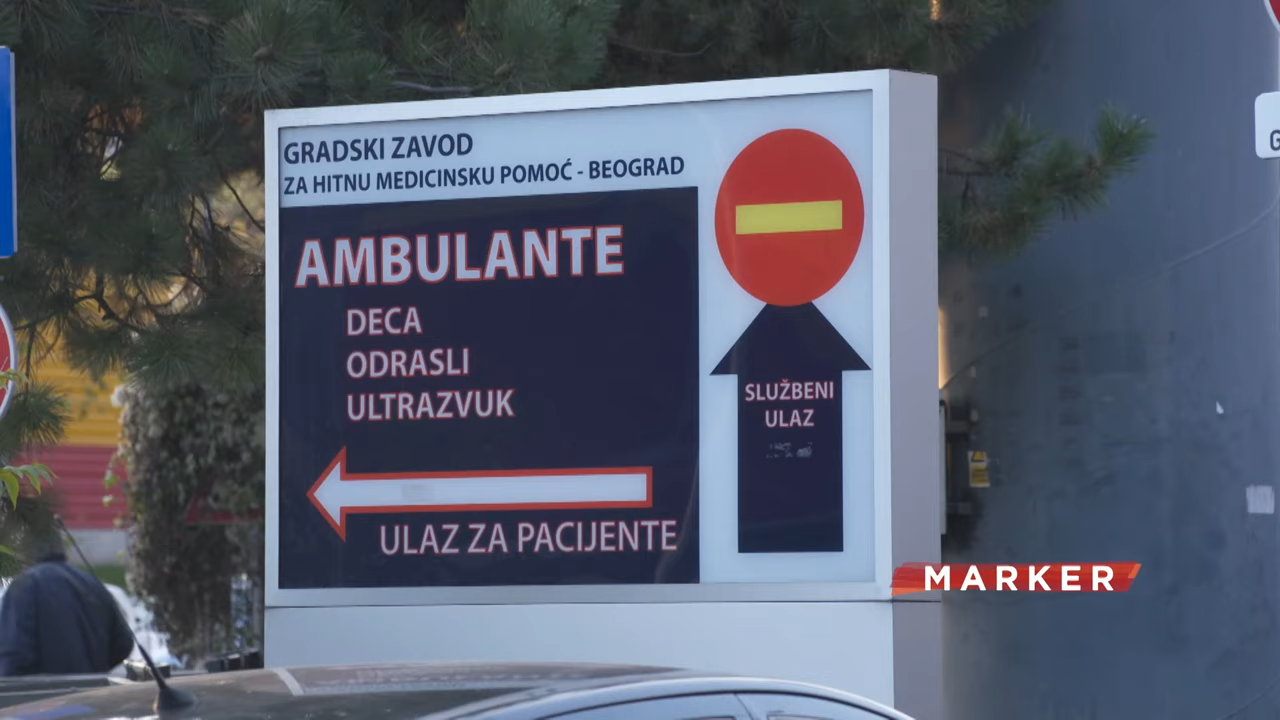 GRADSKI ZAVOD
ZA HITNU MEDICINSKU POMOĆ - BEOGRAD
AMBULANTE
DECA
ODRASLI
ULTRAZVUK
ULAZ ZA PACIJENTE
SLUŽBENI
ULAZ
MARKER
G